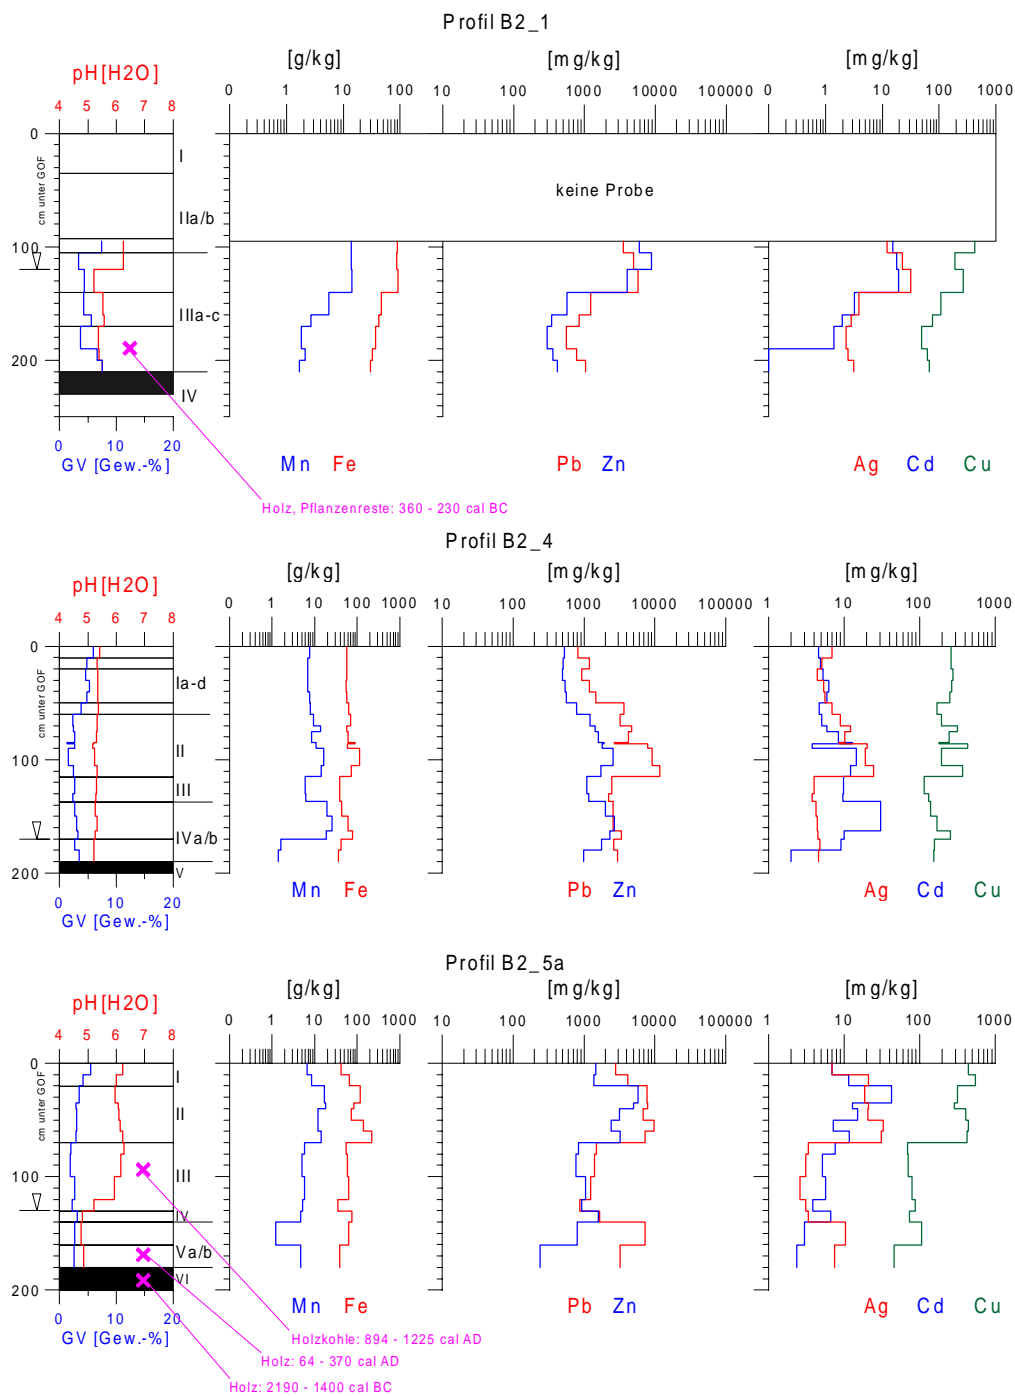 Profil B2_1
[g/kg] [mg/kg] [mg/kg]
pH[H2O]
4 5 6 7 8 0 1 10 100 10 100 1000 10000 100000 0 1 10 100 1000
0
I
cm unter GOF
keine Probe
IIa/b
100
IIIa-c
200
IV
0 10 20
GV [Gew.-%] Mn Fe Pb Zn Ag Cd Cu
Holz, Pflanzenreste: 360 - 230 cal BC
Profil B2_4
[g/kg] [mg/kg] [mg/kg]
pH[H2O]
4 5 6 7 8 0 1 10 100 1000 10 100 1000 10000 100000 1 10 100 1000
0
Ia-d
cm unter GOF
II
100
III
IVa/b
200
V
Mn Fe Pb Zn Ag Cd Cu
0 10 20
GV [Gew.-%]
Profil B2_5a
[g/kg] [mg/kg] [mg/kg]
pH[H2O]
4 5 6 7 8 0 1 10 100 1000 10 100 1000 10000 100000 1 10 100 1000
0
I
cm unter GOF
II
100
III
IV
Va/b
VI
200
Mn Fe Pb Zn Ag Cd Cu
0 10 20
GV [Gew.-%]
Holzkohle: 894 - 1225 cal AD
Holz: 64 - 370 cal AD
Holz: 2190 - 1400 cal BC